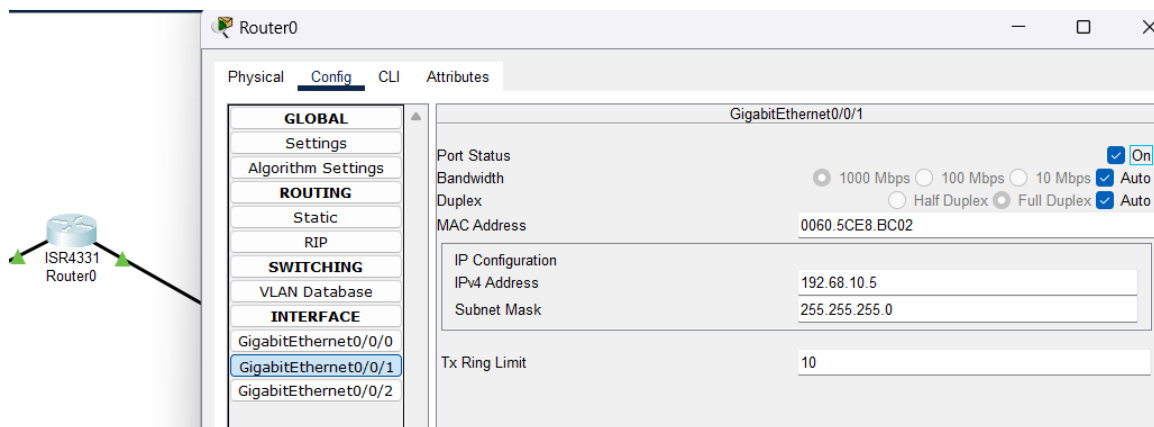 Router0
Physical Config CLI Attributes
GLOBAL
Settings
Algorithm Settings
ROUTING
Static
RIP
SWITCHING
VLAN Database
INTERFACE
GigabitEthernet0/0/0
GigabitEthernet0/0/1
GigabitEthernet0/0/2
GigabitEthernet0/0/1
Port Status On
Bandwidth 1000 Mbps 100 Mbps 10 Mbps Auto
Duplex Half Duplex Full Duplex Auto
MAC Address 0060.5CE8.BC02
IP Configuration
IPv4 Address 192.68.10.5
Subnet Mask 255.255.255.0
Tx Ring Limit 10
ISR4331
Router0